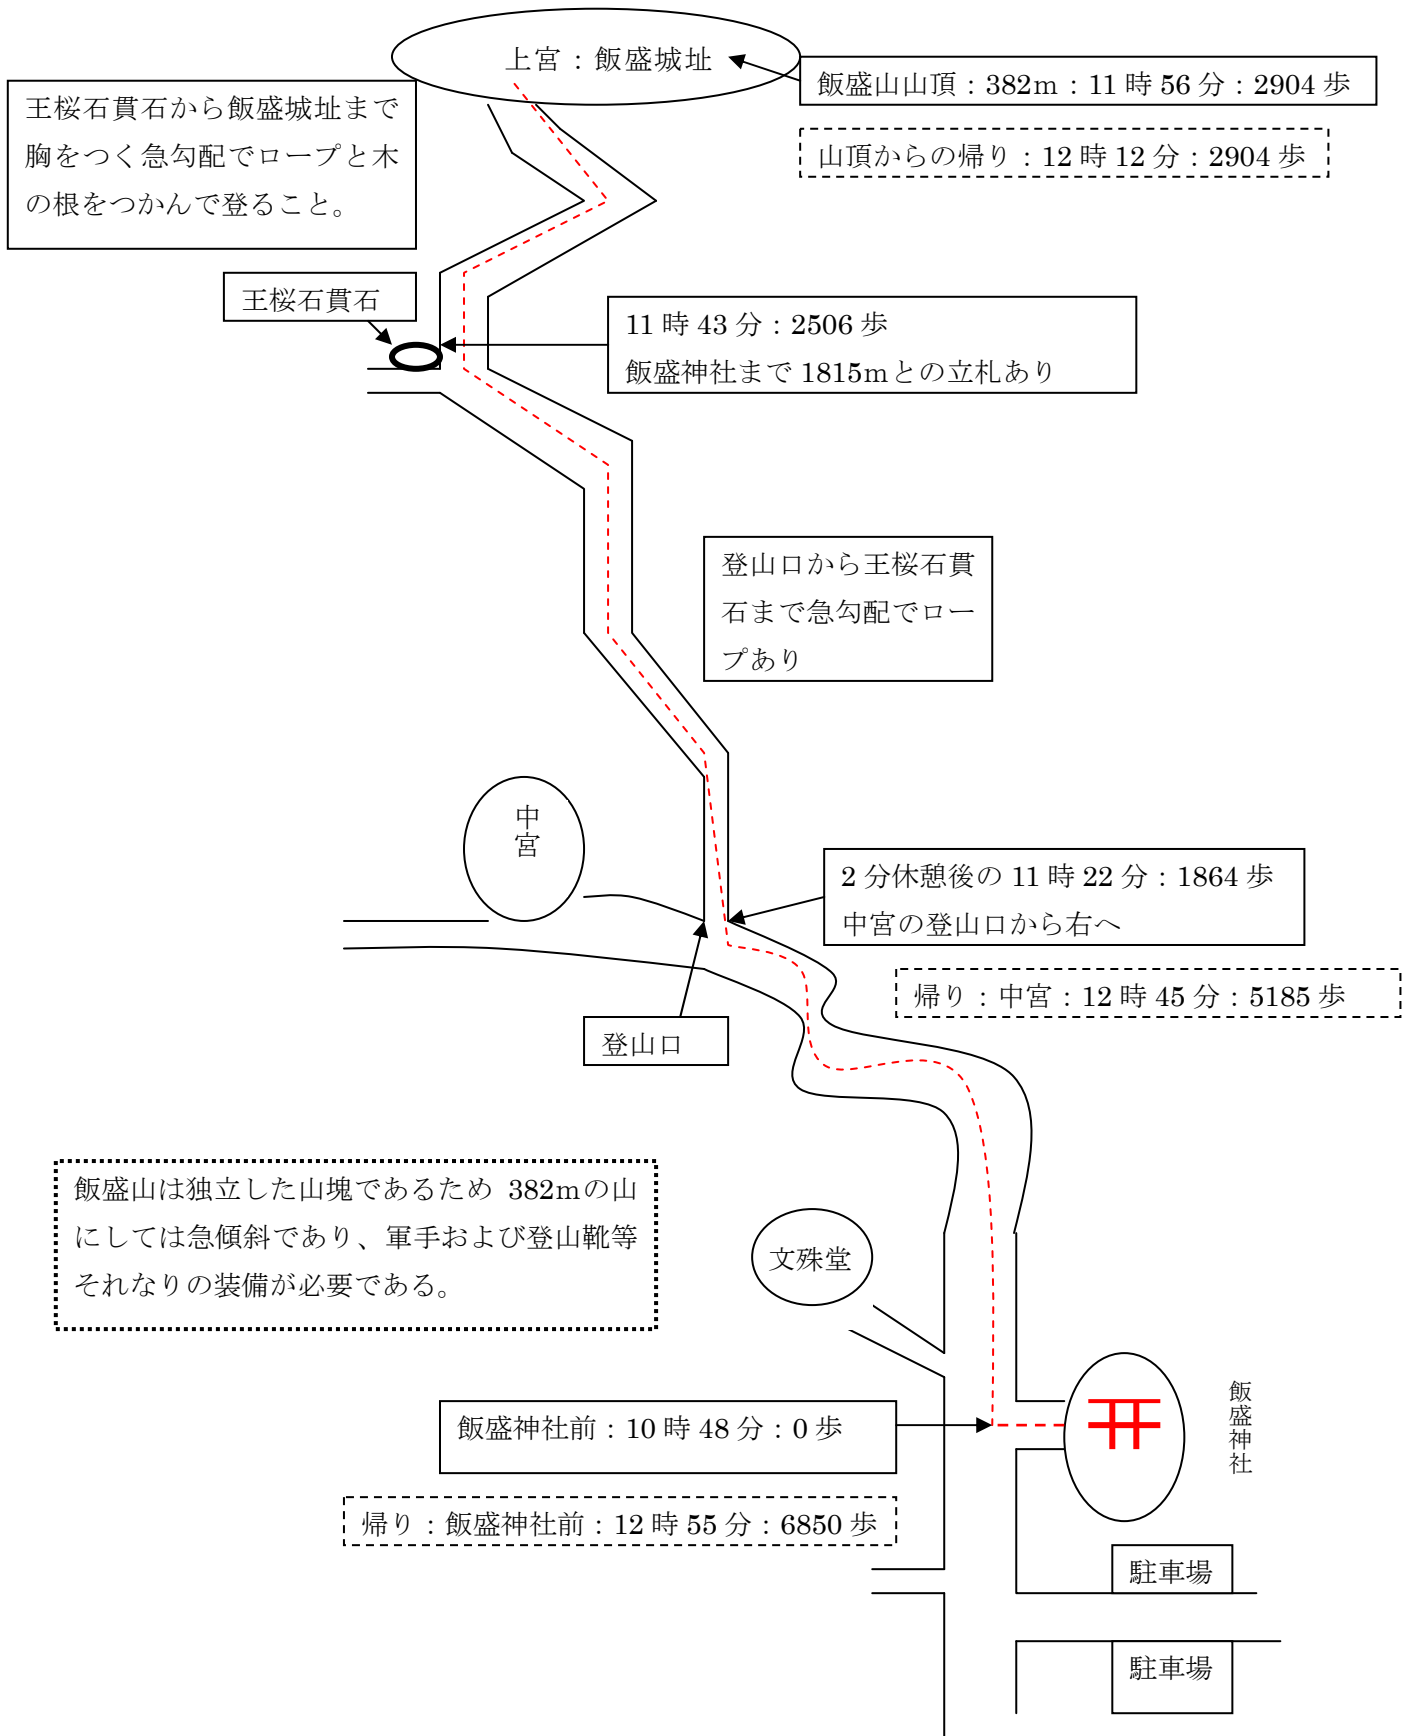 上宮：飯盛城址
飯盛山山頂：382m：11時56分：2904歩
王桜石貫石から飯盛城址まで
胸をつく急勾配でロープと木
の根をつかんで登ること。
山頂からの帰り：12時12分：2904歩
王桜石貫石
11時43分：2506歩
飯盛神社まで1815mとの立札あり
登山口から王桜石貫
石まで急勾配でロー
プあり
中宮
2分休憩後の11時22分：1864歩
中宮の登山口から右へ
帰り：中宮：12時45分：5185歩
登山口
飯盛山は独立した山塊であるため 382mの山
にしては急傾斜であり、軍手および登山靴等
それなりの装備が必要である。
文殊堂
飯盛神社
飯盛神社前：10時48分：0歩
帰り：飯盛神社前：12時55分：6850歩
駐車場
駐車場